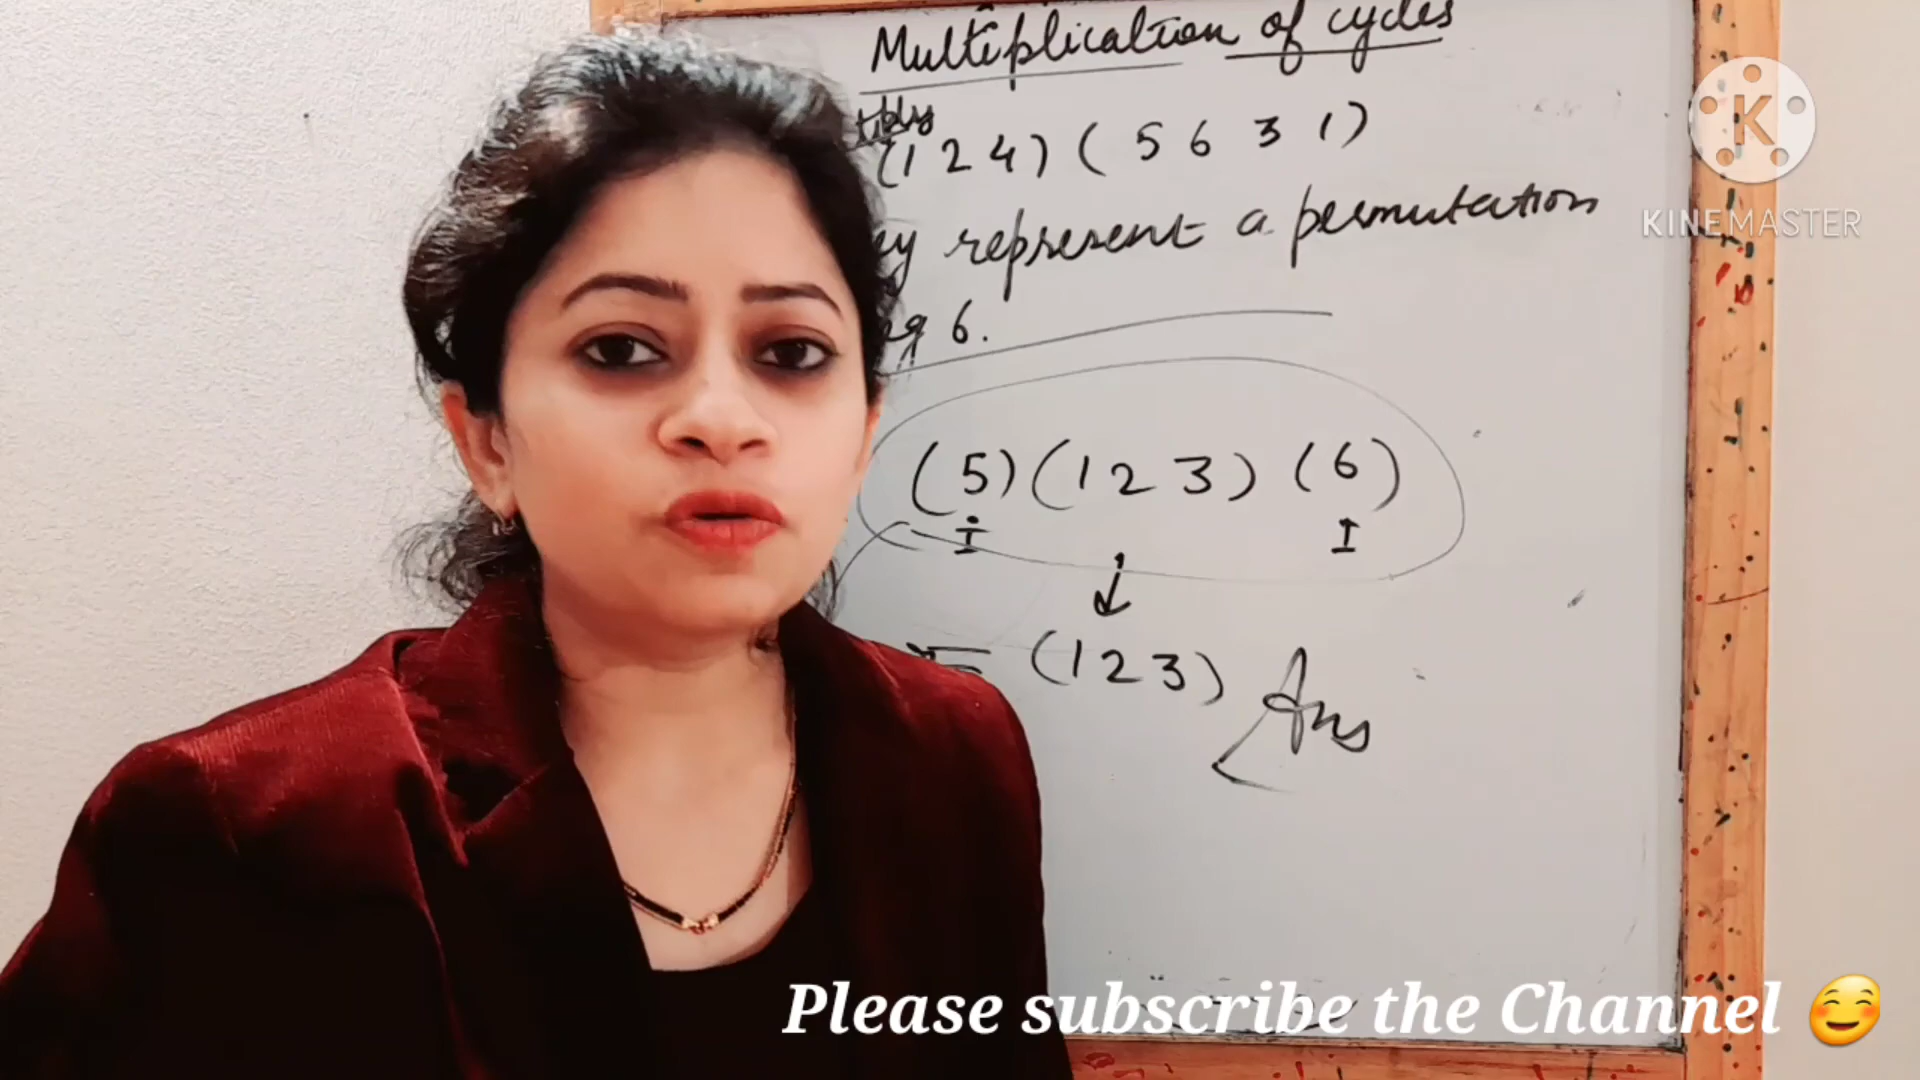 Multiplication of cycles
(1 2 4) ( 5 6 3 1)
represent a permutation
6.
(5) (1 2 3) (6)
I I
= (1 2 3) Ans
K
KINEMASTER
Please subscribe the Channel 😊